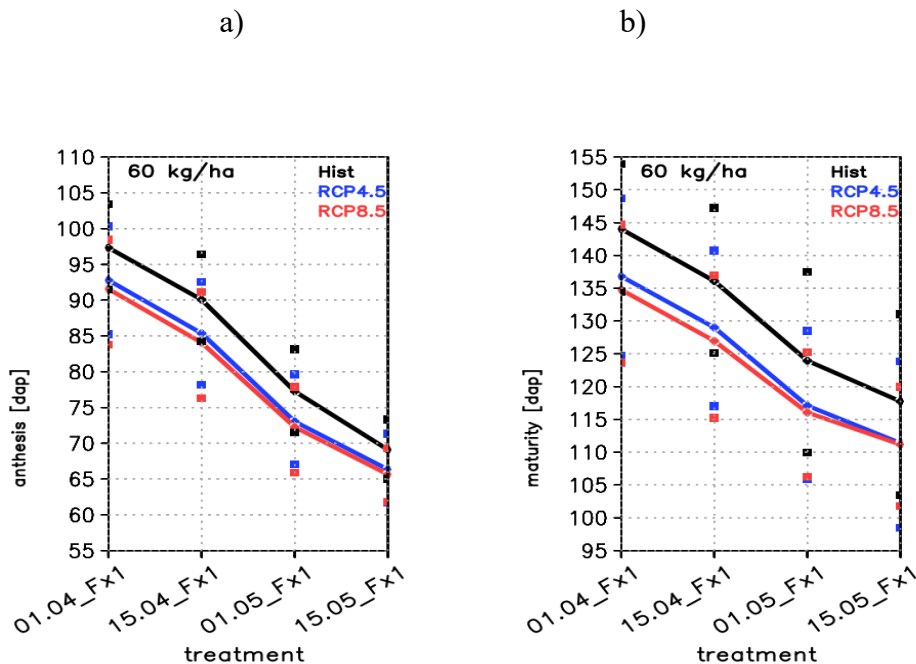 a)
b)
60 kg/ha
Hist
RCP4.5
RCP8.5
110
105
100
95
90
85
80
75
70
65
60
55
anthesis [dap]
01.04_Fx1
15.04_Fx1
01.05_Fx1
15.05_Fx1
treatment
60 kg/ha
Hist
RCP4.5
RCP8.5
155
150
145
140
135
130
125
120
115
110
105
100
95
maturity [dap]
01.04_Fx1
15.04_Fx1
01.05_Fx1
15.05_Fx1
treatment